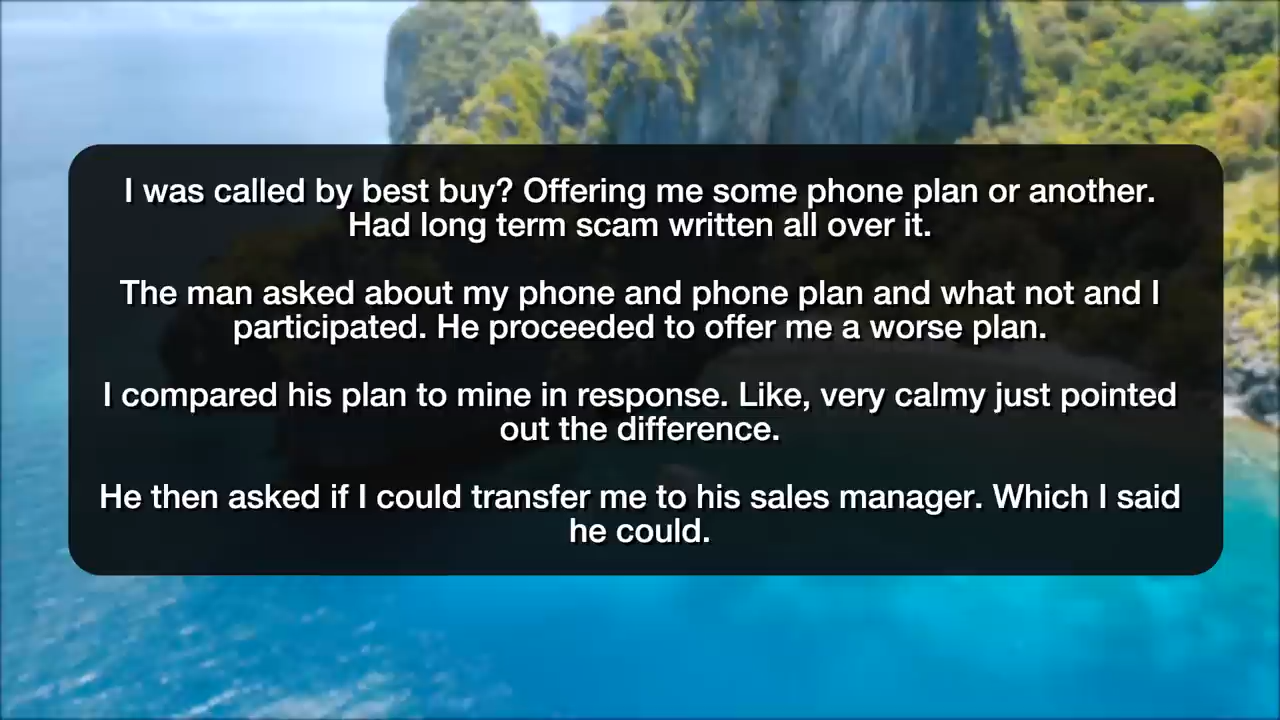 I was called by best buy? Offering me some phone plan or another.
Had long term scam written all over it.
The man asked about my phone and phone plan and what not and I
participated. He proceeded to offer me a worse plan.
I compared his plan to mine in response. Like, very calmy just pointed
out the difference.
He then asked if I could transfer me to his sales manager. Which I said
he could.